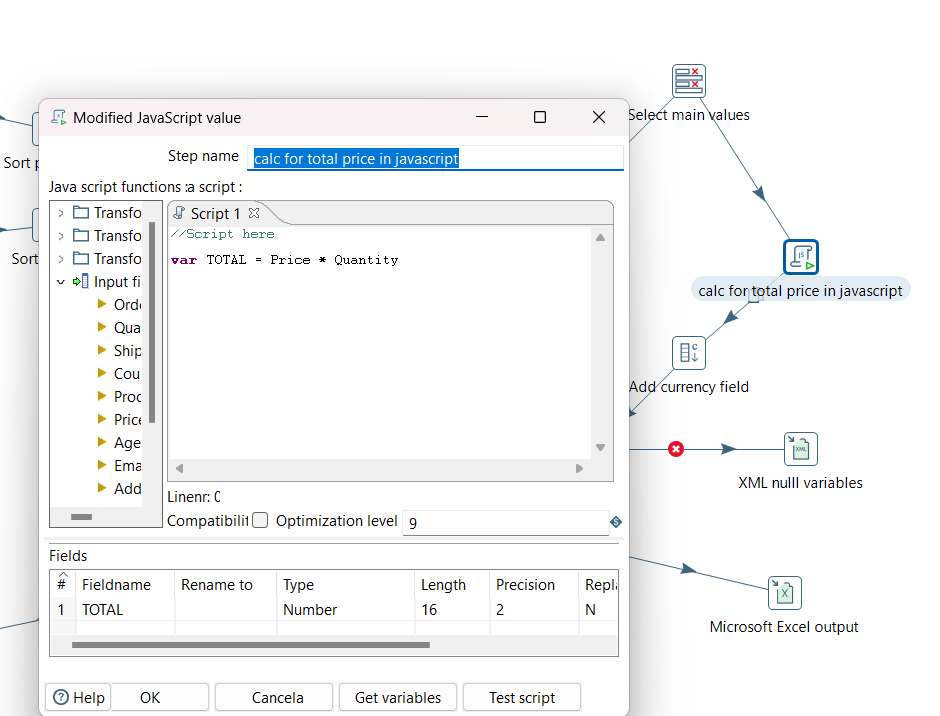 Select main values
Modified JavaScript value
Sort p
Sort
Step name
calc for total price in javascript
Java script functions :a script :
Transfo
Transfo
Transfo
Input fi
Orde
Qua
Ship
Cou
Prod
Price
Age
Ema
Add
Script 1
//Script here
var TOTAL = Price * Quantity
calc for total price in javascript
Add currency field
XML
XML nulll variables
Linenr: 0
Compatibilit
Optimization level
9
Fields
# Fieldname Rename to Type Length Precision Repla
1 TOTAL Number 16 2 N
X
Microsoft Excel output
Help
OK
Cancela
Get variables
Test script